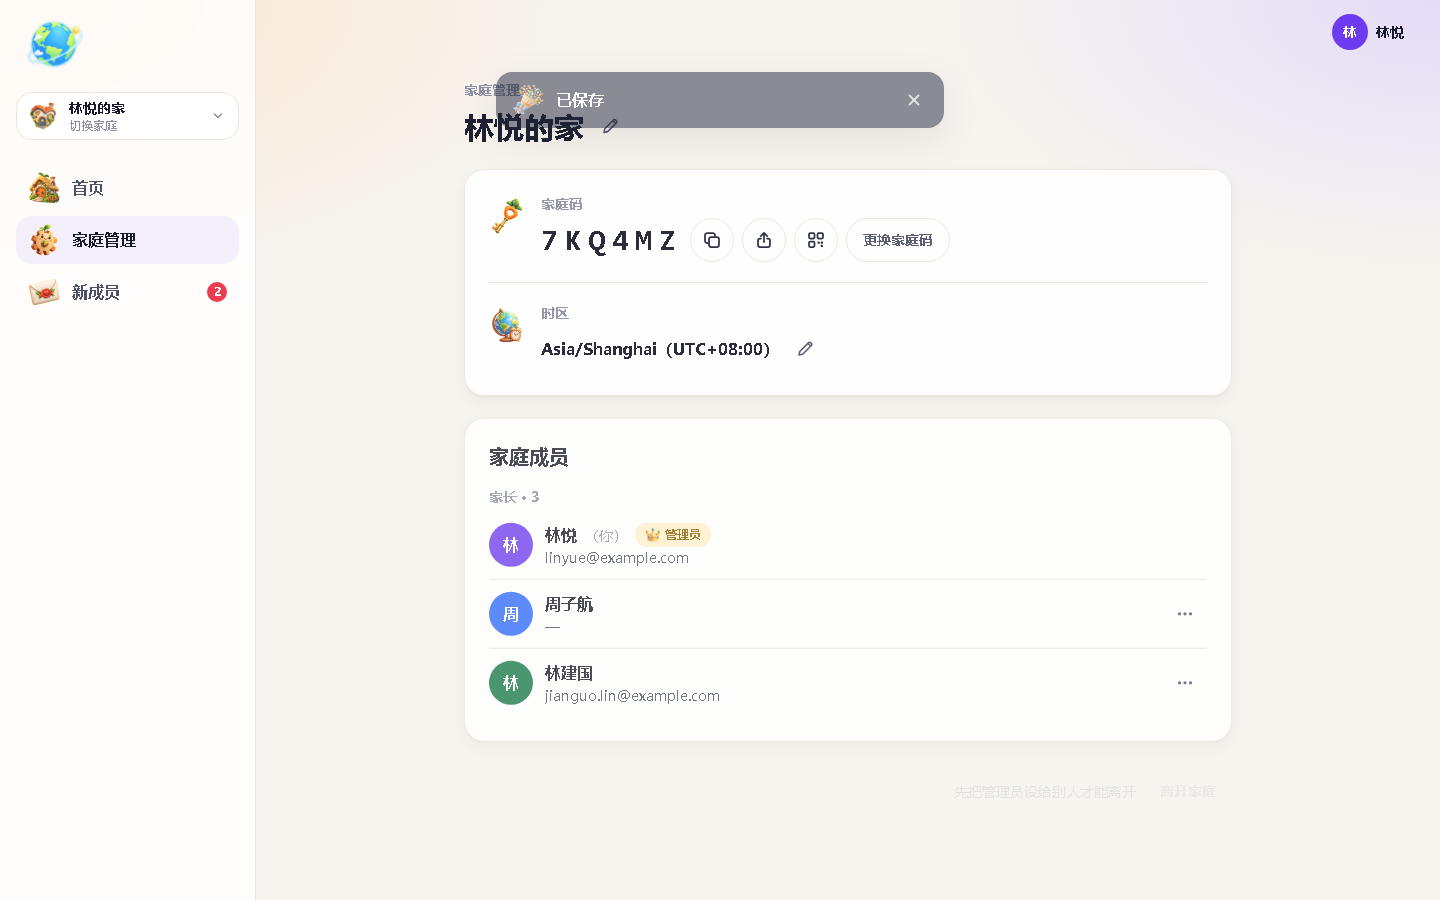 林悦的家
切换家庭
首页
家庭管理
新成员
2
林
林悦
家庭管理
已保存
林悦的家
家庭码
7KQ4MZ
更换家庭码
时区
Asia/Shanghai（UTC+08:00）
家庭成员
家长 • 3
林
林悦
（你）
管理员
linyue@example.com
周
周子航
—
林
林建国
jianguo.lin@example.com
先把管理员设给别人才能离开
离开家庭